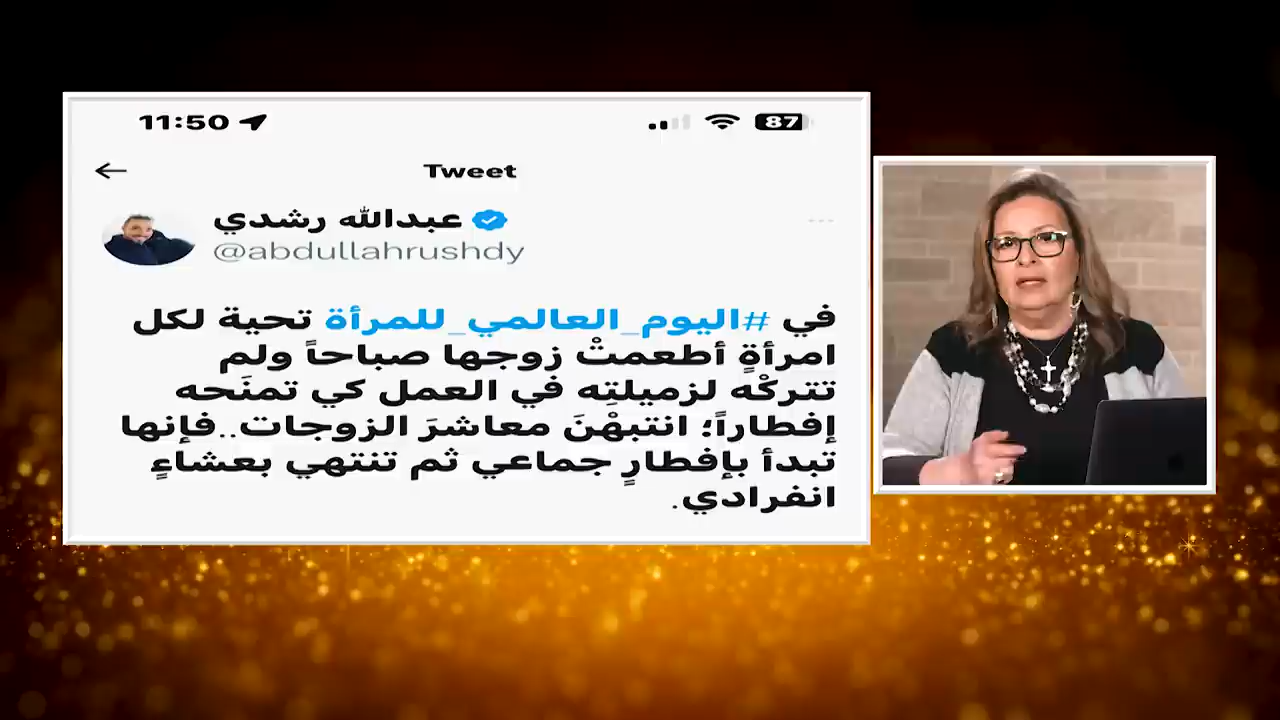 11:50
87
Tweet
عبدالله رشدي
@abdullahrushdy
في #اليوم_العالمي_للمرأة تحية لكل
امرأةٍ أطعمتْ زوجها صباحاً ولم
تتركْه لزميلتِه في العمل كي تمنَحه
إفطاراً؛ انتبهْنَ معاشرَ الزوجات..فإنها
تبدأ بإفطارٍ جماعي ثم تنتهي بعشاءٍ
انفرادي.